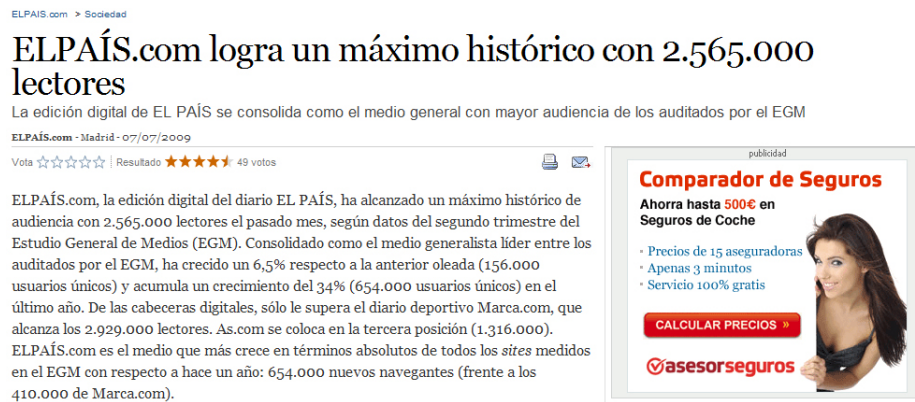 ELPAIS.com > Sociedad
ELPAÍS.com logra un máximo histórico con 2.565.000
lectores
La edición digital de EL PAÍS se consolida como el medio general con mayor audiencia de los auditados por el EGM
ELPAÍS.com - Madrid - 07/07/2009
Vota Resultado 49 votos
ELPAÍS.com, la edición digital del diario EL PAÍS, ha alcanzado un máximo histórico de
audiencia con 2.565.000 lectores el pasado mes, según datos del segundo trimestre del
Estudio General de Medios (EGM). Consolidado como el medio generalista líder entre los
auditados por el EGM, ha crecido un 6,5% respecto a la anterior oleada (156.000
usuarios únicos) y acumula un crecimiento del 34% (654.000 usuarios únicos) en el
último año. De las cabeceras digitales, sólo le supera el diario deportivo Marca.com, que
alcanza los 2.929.000 lectores. As.com se coloca en la tercera posición (1.316.000).
ELPAÍS.com es el medio que más crece en términos absolutos de todos los sites medidos
en el EGM con respecto a hace un año: 654.000 nuevos navegantes (frente a los
410.000 de Marca.com).
publicidad
Comparador de Seguros
Ahorra hasta 500€ en
Seguros de Coche
Precios de 15 aseguradoras
Apenas 3 minutos
Servicio 100% gratis
CALCULAR PRECIOS »
asesorseguros